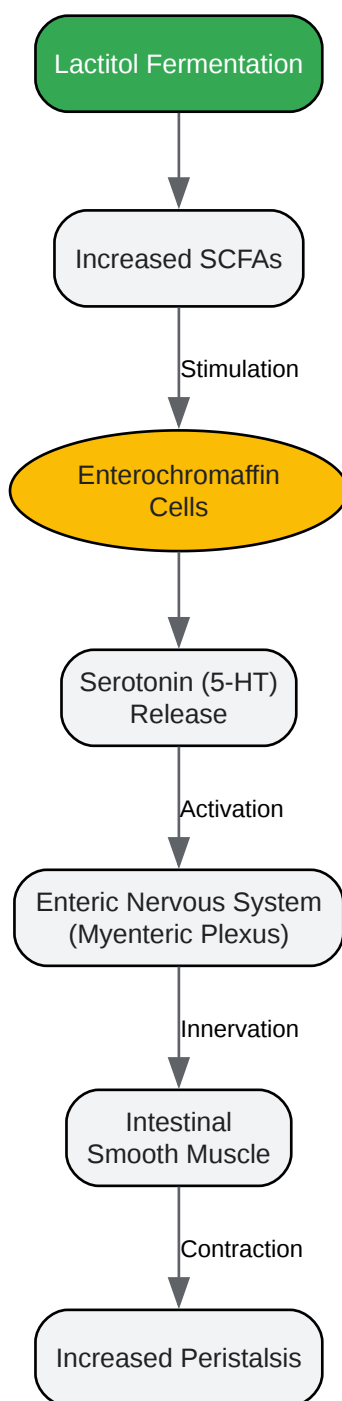 Lactitol Fermentation
Increased SCFAs
Stimulation
Enterochromaffin
Cells
Serotonin (5-HT)
Release
Activation
Enteric Nervous System
(Myenteric Plexus)
Innervation
Intestinal
Smooth Muscle
Contraction
Increased Peristalsis